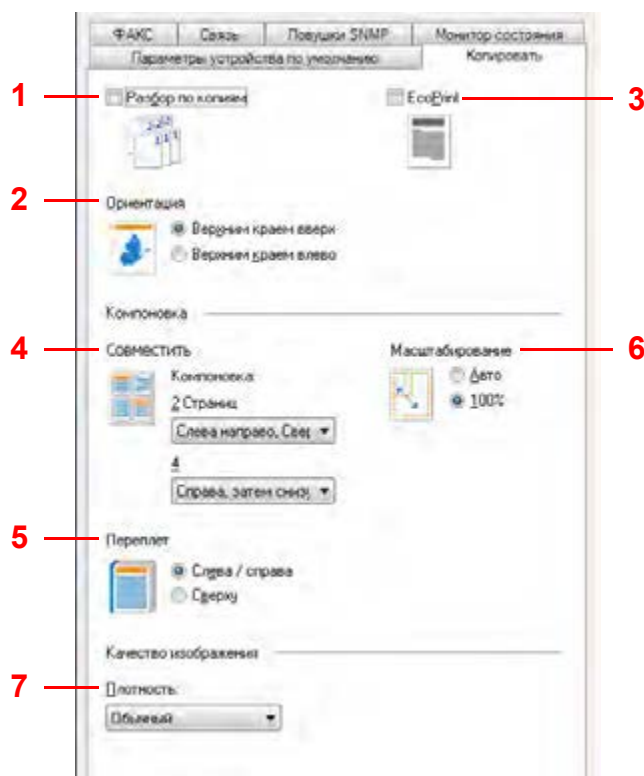 ФАКС Связь Ловушки SNMP Монитор состояния
Параметры устройства по умолчанию Копировать
1 Разбор по копиям EcoPrint 3
2 Ориентация
Верхним краем вверх
Верхним краем влево
Компоновка
4 Совместить Масштабирование 6
Компоновка: Авто
2 Страниц 100%
Слева направо, Свер
4
Справа, затем снизу
5 Переплет
Слева / справа
Сверху
Качество изображения
7 Плотность:
Обычный